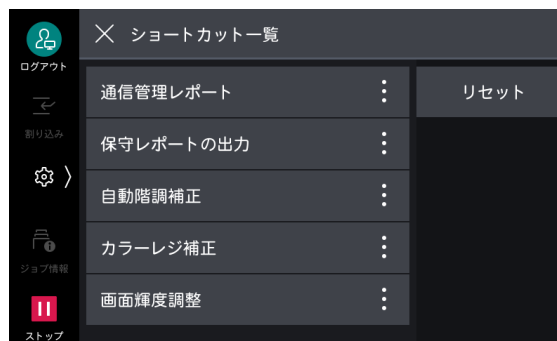 ショートカット一覧
ログアウト
通信管理レポート
リセット
割り込み
保守レポートの出力
自動階調補正
カラーレジ補正
ジョブ情報
画面輝度調整
ストップ